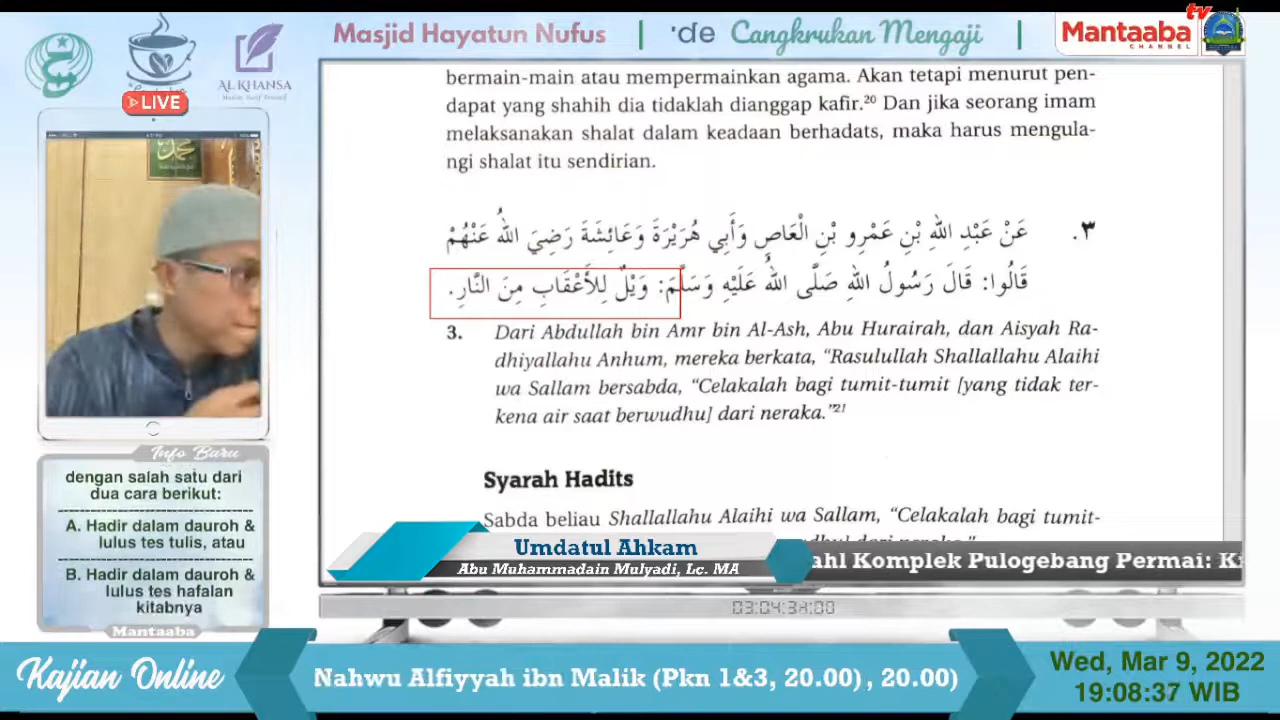 Masjid Hayatun Nufus | 'de Cangkrukan Mengaji |
tv
Mantaaba
CHANNEL
AL KHANSA
LIVE
bermain-main atau mempermainkan agama. Akan tetapi menurut pen-
dapat yang shahih dia tidaklah dianggap kafir.²⁰ Dan jika seorang imam
melaksanakan shalat dalam keadaan berhadats, maka harus mengula-
ngi shalat itu sendirian.
٣. عَنْ عَبْدِ اللهِ بْنِ عَمْرِو بْنِ الْعَاصِ وَأَبِي هُرَيْرَةَ وَعَائِشَةَ رَضِيَ اللهُ عَنْهُمْ
قَالُوا: قَالَ رَسُولُ اللهِ صَلَّى اللهُ عَلَيْهِ وَسَلَّمَ: وَيْلٌ لِلأَعْقَابِ مِنَ النَّارِ.
3. Dari Abdullah bin Amr bin Al-Ash, Abu Hurairah, dan Aisyah Ra-
dhiyallahu Anhum, mereka berkata, “Rasulullah Shallallahu Alaihi
wa Sallam bersabda, “Celakalah bagi tumit-tumit [yang tidak ter-
kena air saat berwudhu] dari neraka.”²¹
Syarah Hadits
Sabda beliau Shallallahu Alaihi wa Sallam, “Celakalah bagi tumit-
Info Baru
dengan salah satu dari
dua cara berikut:
A. Hadir dalam dauroh &
lulus tes tulis, atau
B. Hadir dalam dauroh &
lulus tes hafalan
kitabnya
Mantaaba
Umdatul Ahkam
Abu Muhammadain Mulyadi, Lc. MA
ahl Komplek Pulogebang Permai:
03:04:34:00
Kajian Online
Nahwu Alfiyyah ibn Malik (Pkn 1&3, 20.00) , 20.00)
Wed, Mar 9, 2022
19:08:37 WIB